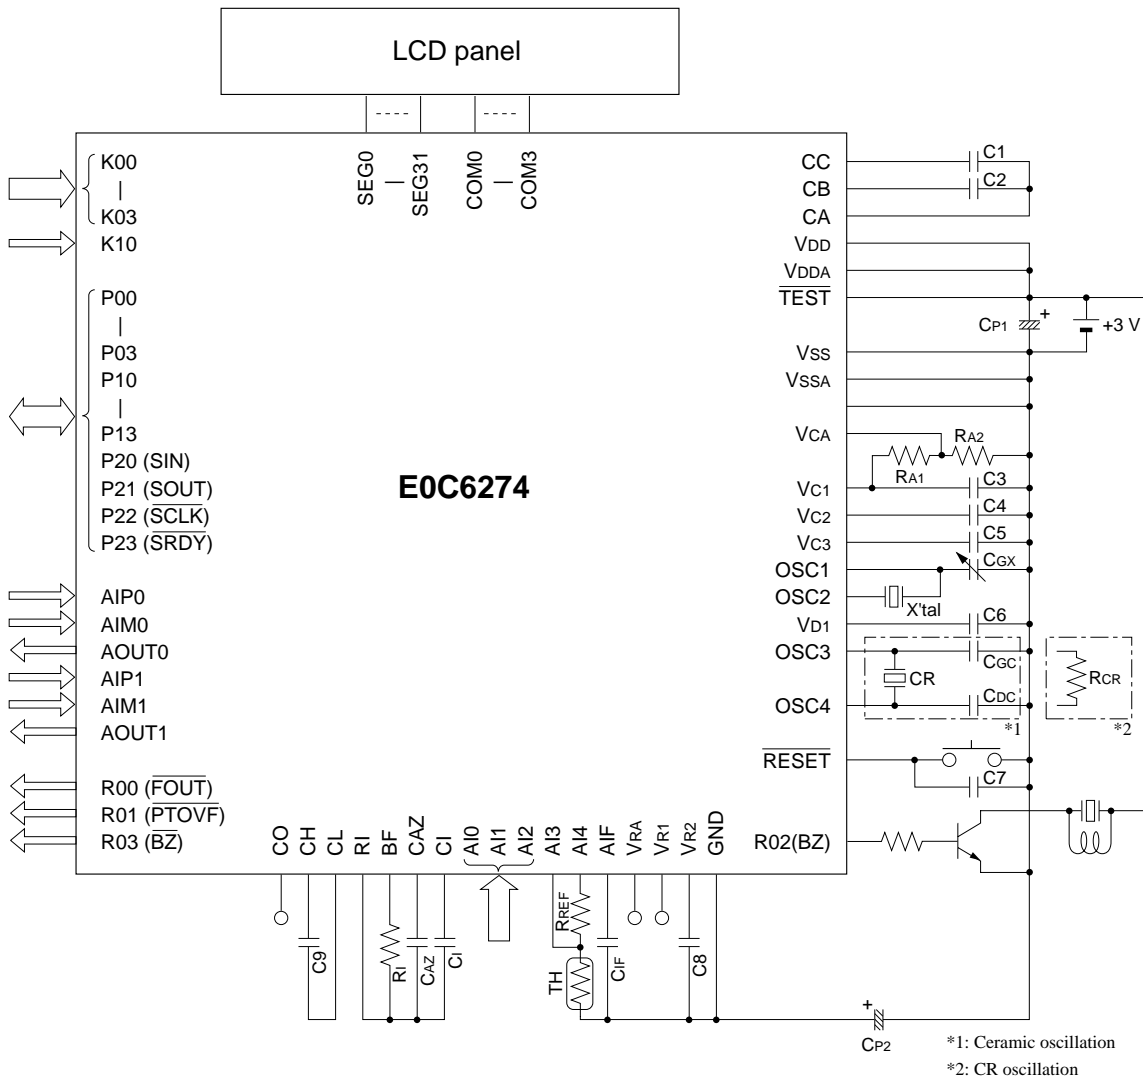 LCD panel
SEG0
SEG31
COM0
COM3
K00
K03
K10
P00
P03
P10
P13
P20 (SIN)
P21 (SOUT)
P22 (SCLK)
P23 (SRDY)
AIP0
AIM0
AOUT0
AIP1
AIM1
AOUT1
R00 (FOUT)
R01 (PTOVF)
R03 (BZ)
E0C6274
CC
CB
CA
VDD
VDDA
TEST
VSS
VSSA
VCA
VC1
VC2
VC3
OSC1
OSC2
VD1
OSC3
OSC4
RESET
R02(BZ)
C1
C2
CP1
+
+3 V
RA2
RA1
C3
C4
C5
CGX
X'tal
C6
CGC
CR
CDC
*1
RCR
*2
C7
CO
CH
CL
RI
BF
CAZ
CI
AI0
AI1
AI2
AI3
AI4
AIF
VRA
VR1
VR2
GND
C9
RI
CAZ
CI
RREF
TH
CIF
C8
+
CP2
*1: Ceramic oscillation
*2: CR oscillation